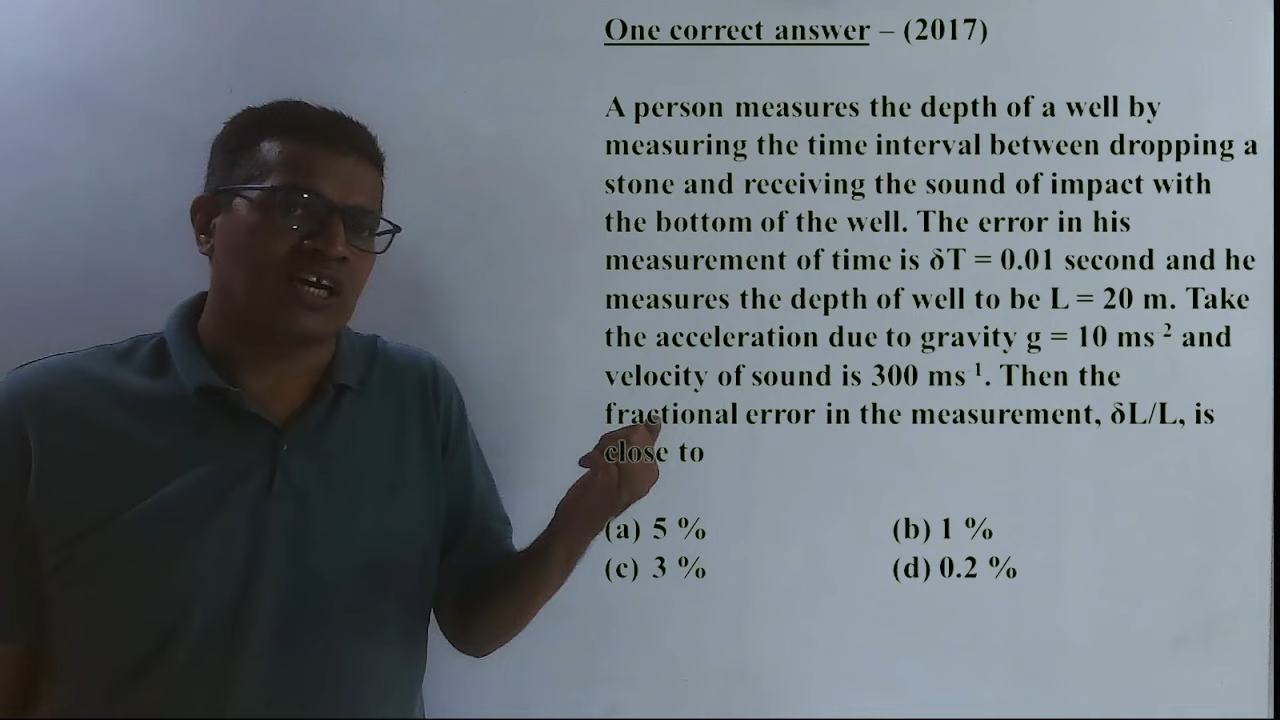 One correct answer – (2017)
A person measures the depth of a well by
measuring the time interval between dropping a
stone and receiving the sound of impact with
the bottom of the well. The error in his
measurement of time is δT = 0.01 second and he
measures the depth of well to be L = 20 m. Take
the acceleration due to gravity g = 10 ms ² and
velocity of sound is 300 ms ¹. Then the
fractional error in the measurement, δL/L, is
close to
(a) 5 % (b) 1 %
(c) 3 % (d) 0.2 %